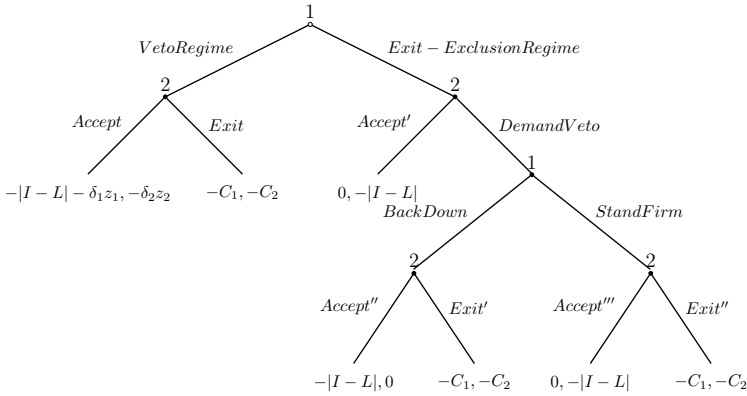 1
VetoRegime
Exit − ExclusionRegime
2
2
Accept
Exit
Accept′
DemandVeto
1
−|I − L| − δ₁z₁, −δ₂z₂
−C₁, −C₂
0, −|I − L|
BackDown
StandFirm
2
2
Accept′′
Exit′
Accept′′′
Exit′′
−|I − L|, 0
−C₁, −C₂
0, −|I − L|
−C₁, −C₂